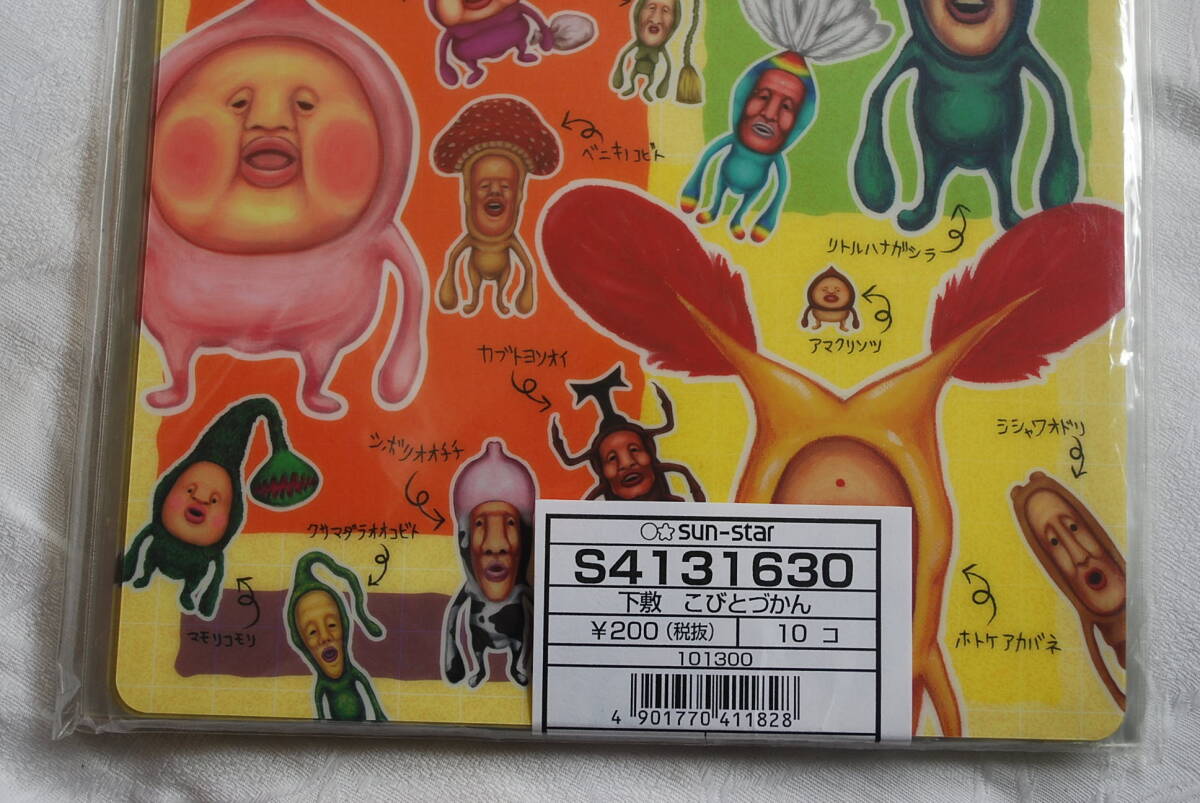 ベニキノコビト
リトルハナガシラ
アマクリンツ
カブトヨソオイ
シボリオオチチ
シシャワオドリ
クサマダラオオコビト
マモリコモリ
ホトケアカバネ
sun-star
S4131630
下敷 こびとづかん
¥200(税抜) 10 コ
101300
4 901770 411828